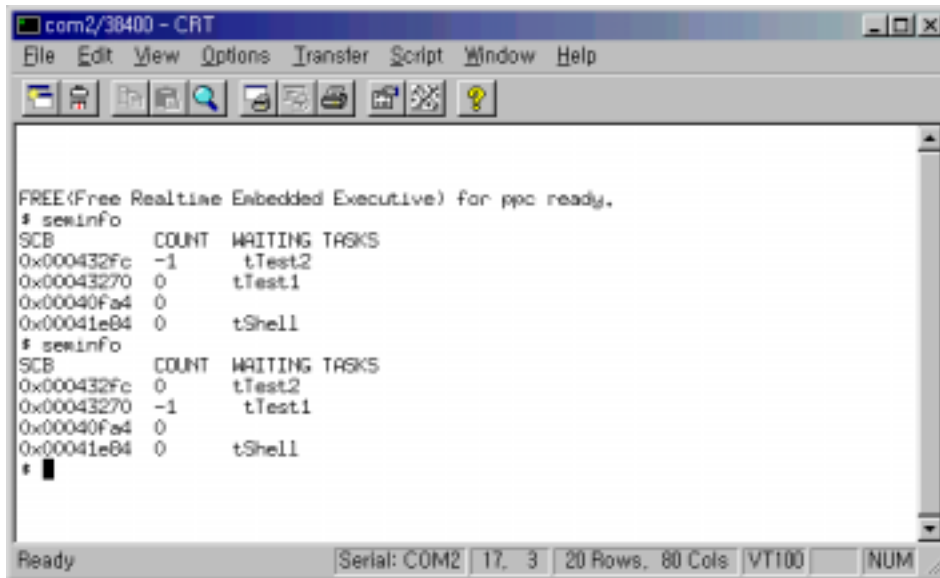 com2/38400 - CRT
File Edit View Options Transfer Script Window Help
FREE(Free Realtime Embedded Executive) for ppc ready.
# seminfo
SCB COUNT WAITING TASKS
0x000432fc -1 tTest2
0x00043270 0 tTest1
0x00040fa4 0
0x00041e84 0 tShell
# seminfo
SCB COUNT WAITING TASKS
0x000432fc 0 tTest2
0x00043270 -1 tTest1
0x00040fa4 0
0x00041e84 0 tShell
#
Ready Serial: COM2 17, 3 20 Rows, 80 Cols VT100 NUM